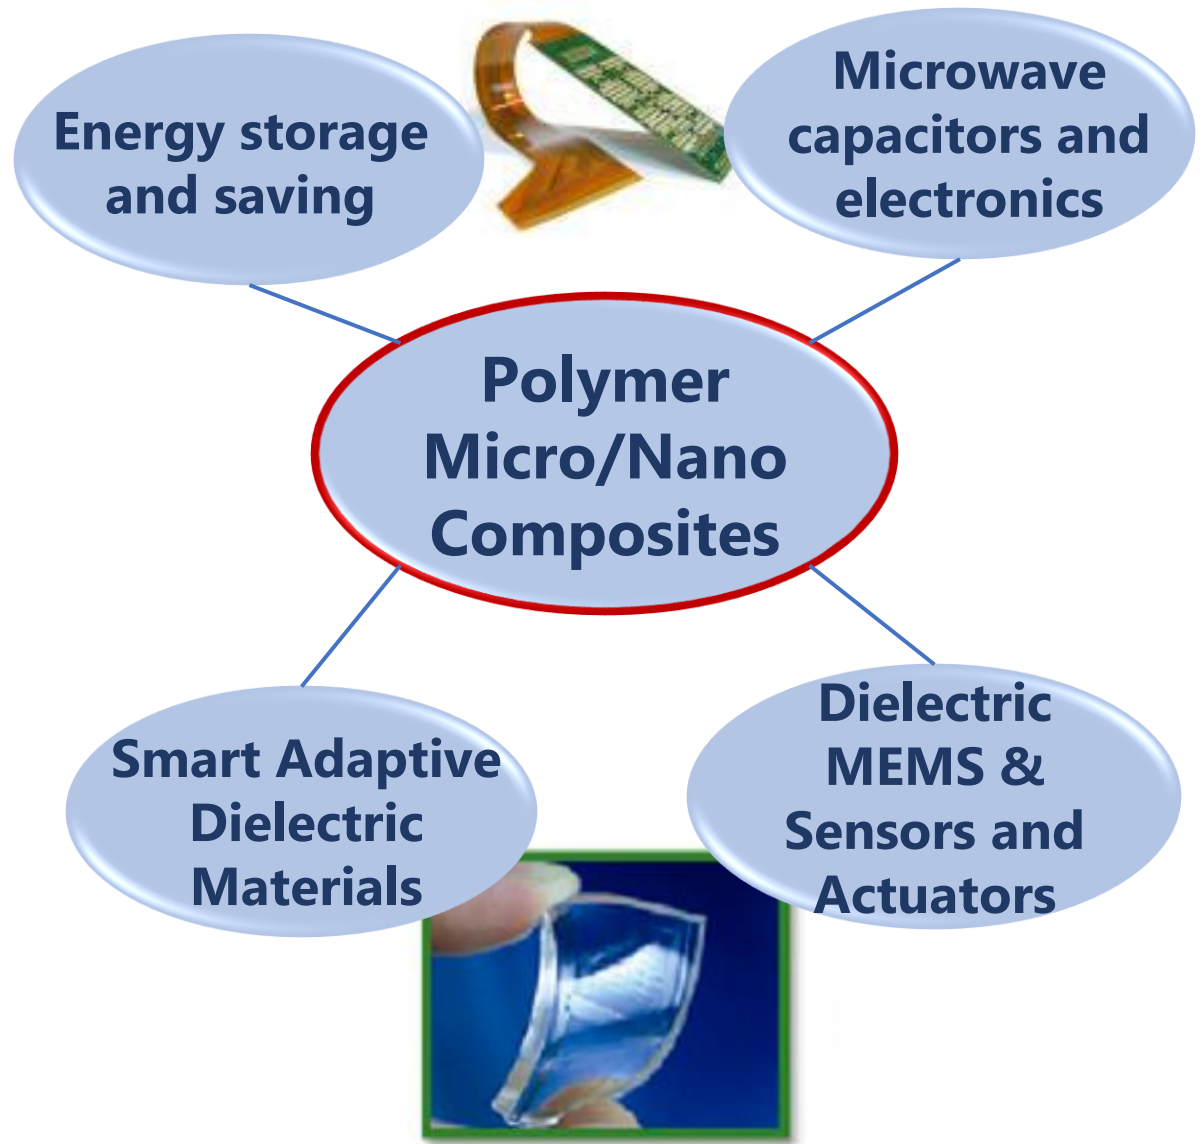 Energy storage
and saving
Microwave
capacitors and
electronics
Polymer
Micro/Nano
Composites
Smart Adaptive
Dielectric
Materials
Dielectric
MEMS &
Sensors and
Actuators